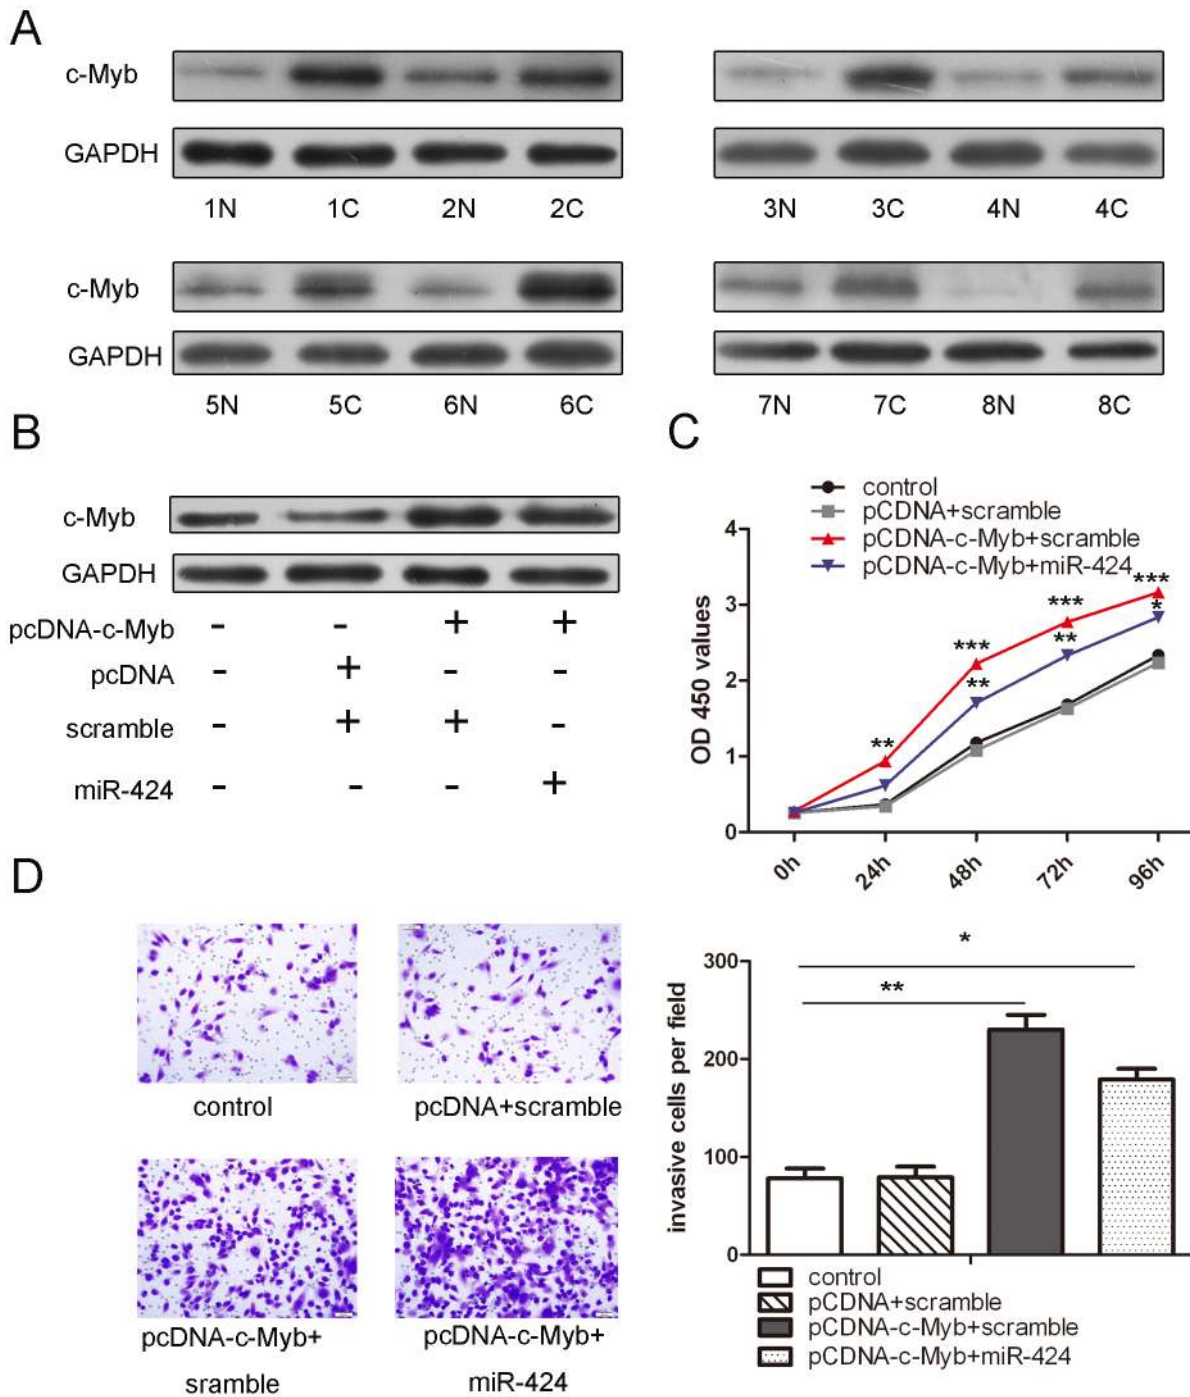 A
c-Myb
GAPDH
1N 1C 2N 2C
3N 3C 4N 4C
c-Myb
GAPDH
5N 5C 6N 6C
7N 7C 8N 8C
B
c-Myb
GAPDH
pcDNA-c-Myb - - + +
pcDNA - + - -
scramble - + + -
miR-424 - - - +
C
control
pCDNA+scramble
pCDNA-c-Myb+scramble
pCDNA-c-Myb+miR-424
OD 450 values
4
3
2
1
0
** *** ** *** ** *** *
0h 24h 48h 72h 96h
D
control
pcDNA+scramble
pcDNA-c-Myb+
sramble
pcDNA-c-Myb+
miR-424
invasive cells per field
300
200
100
0
*
**
control
pCDNA+scramble
pCDNA-c-Myb+scramble
pCDNA-c-Myb+miR-424